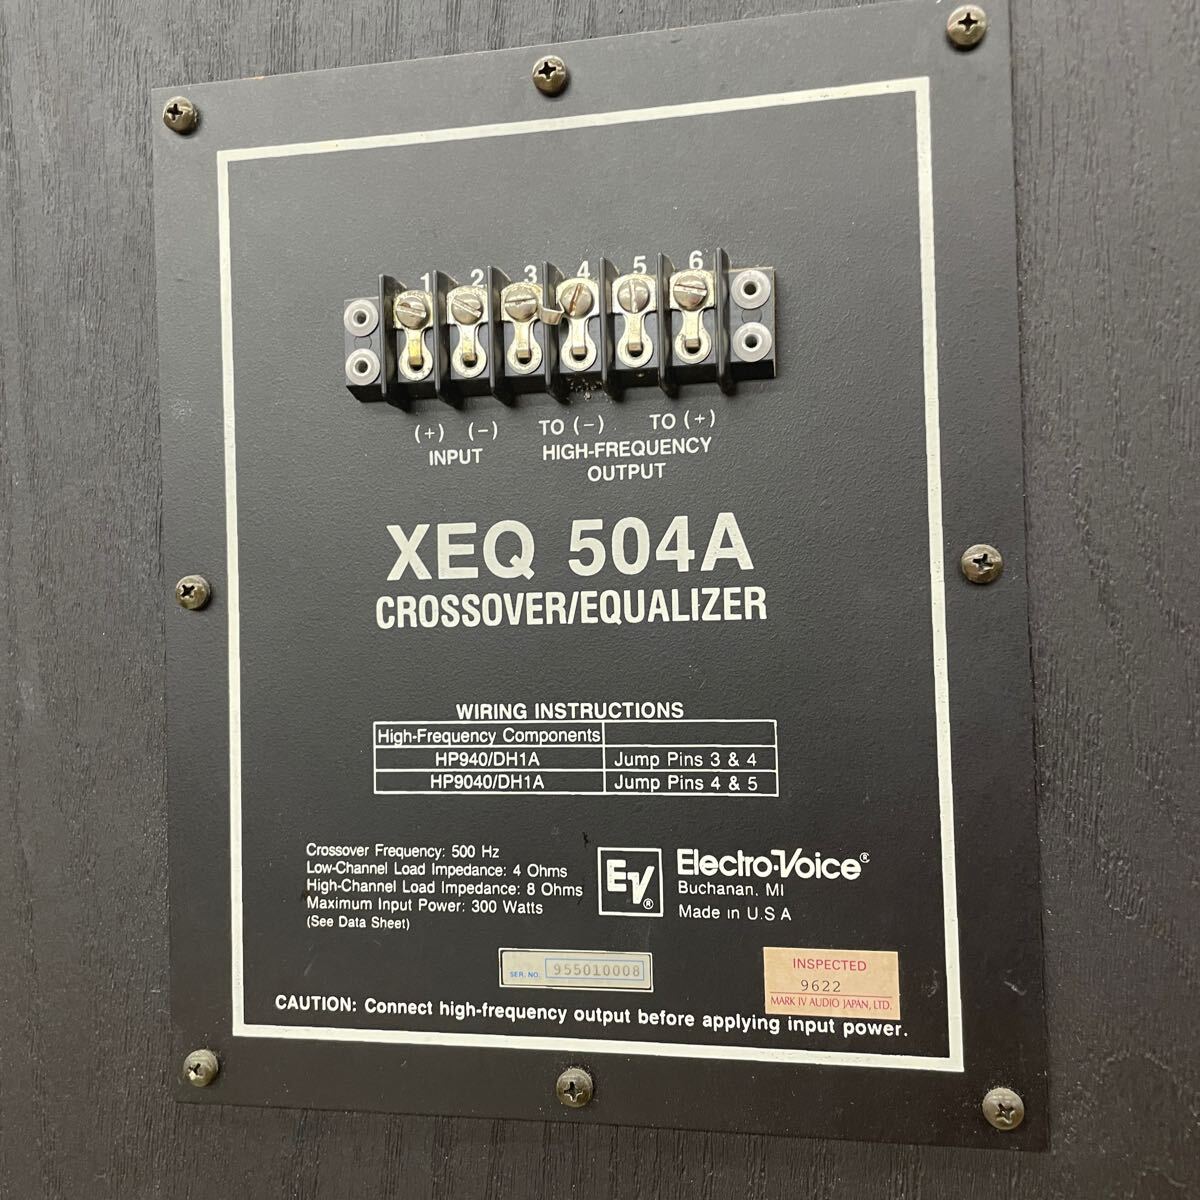 1 2 3 4 5 6
(+) (-) TO (-) TO (+)
INPUT HIGH-FREQUENCY
OUTPUT
XEQ 504A
CROSSOVER/EQUALIZER
WIRING INSTRUCTIONS
High-Frequency Components
HP940/DH1A Jump Pins 3 & 4
HP9040/DH1A Jump Pins 4 & 5
Crossover Frequency: 500 Hz
Low-Channel Load Impedance: 4 Ohms
High-Channel Load Impedance: 8 Ohms
Maximum Input Power: 300 Watts
(See Data Sheet)
EV®
Electro-Voice®
Buchanan, MI
Made in U.S.A
SER. NO. 955010008
INSPECTED
9622
MARK IV AUDIO JAPAN, LTD.
CAUTION: Connect high-frequency output before applying input power.